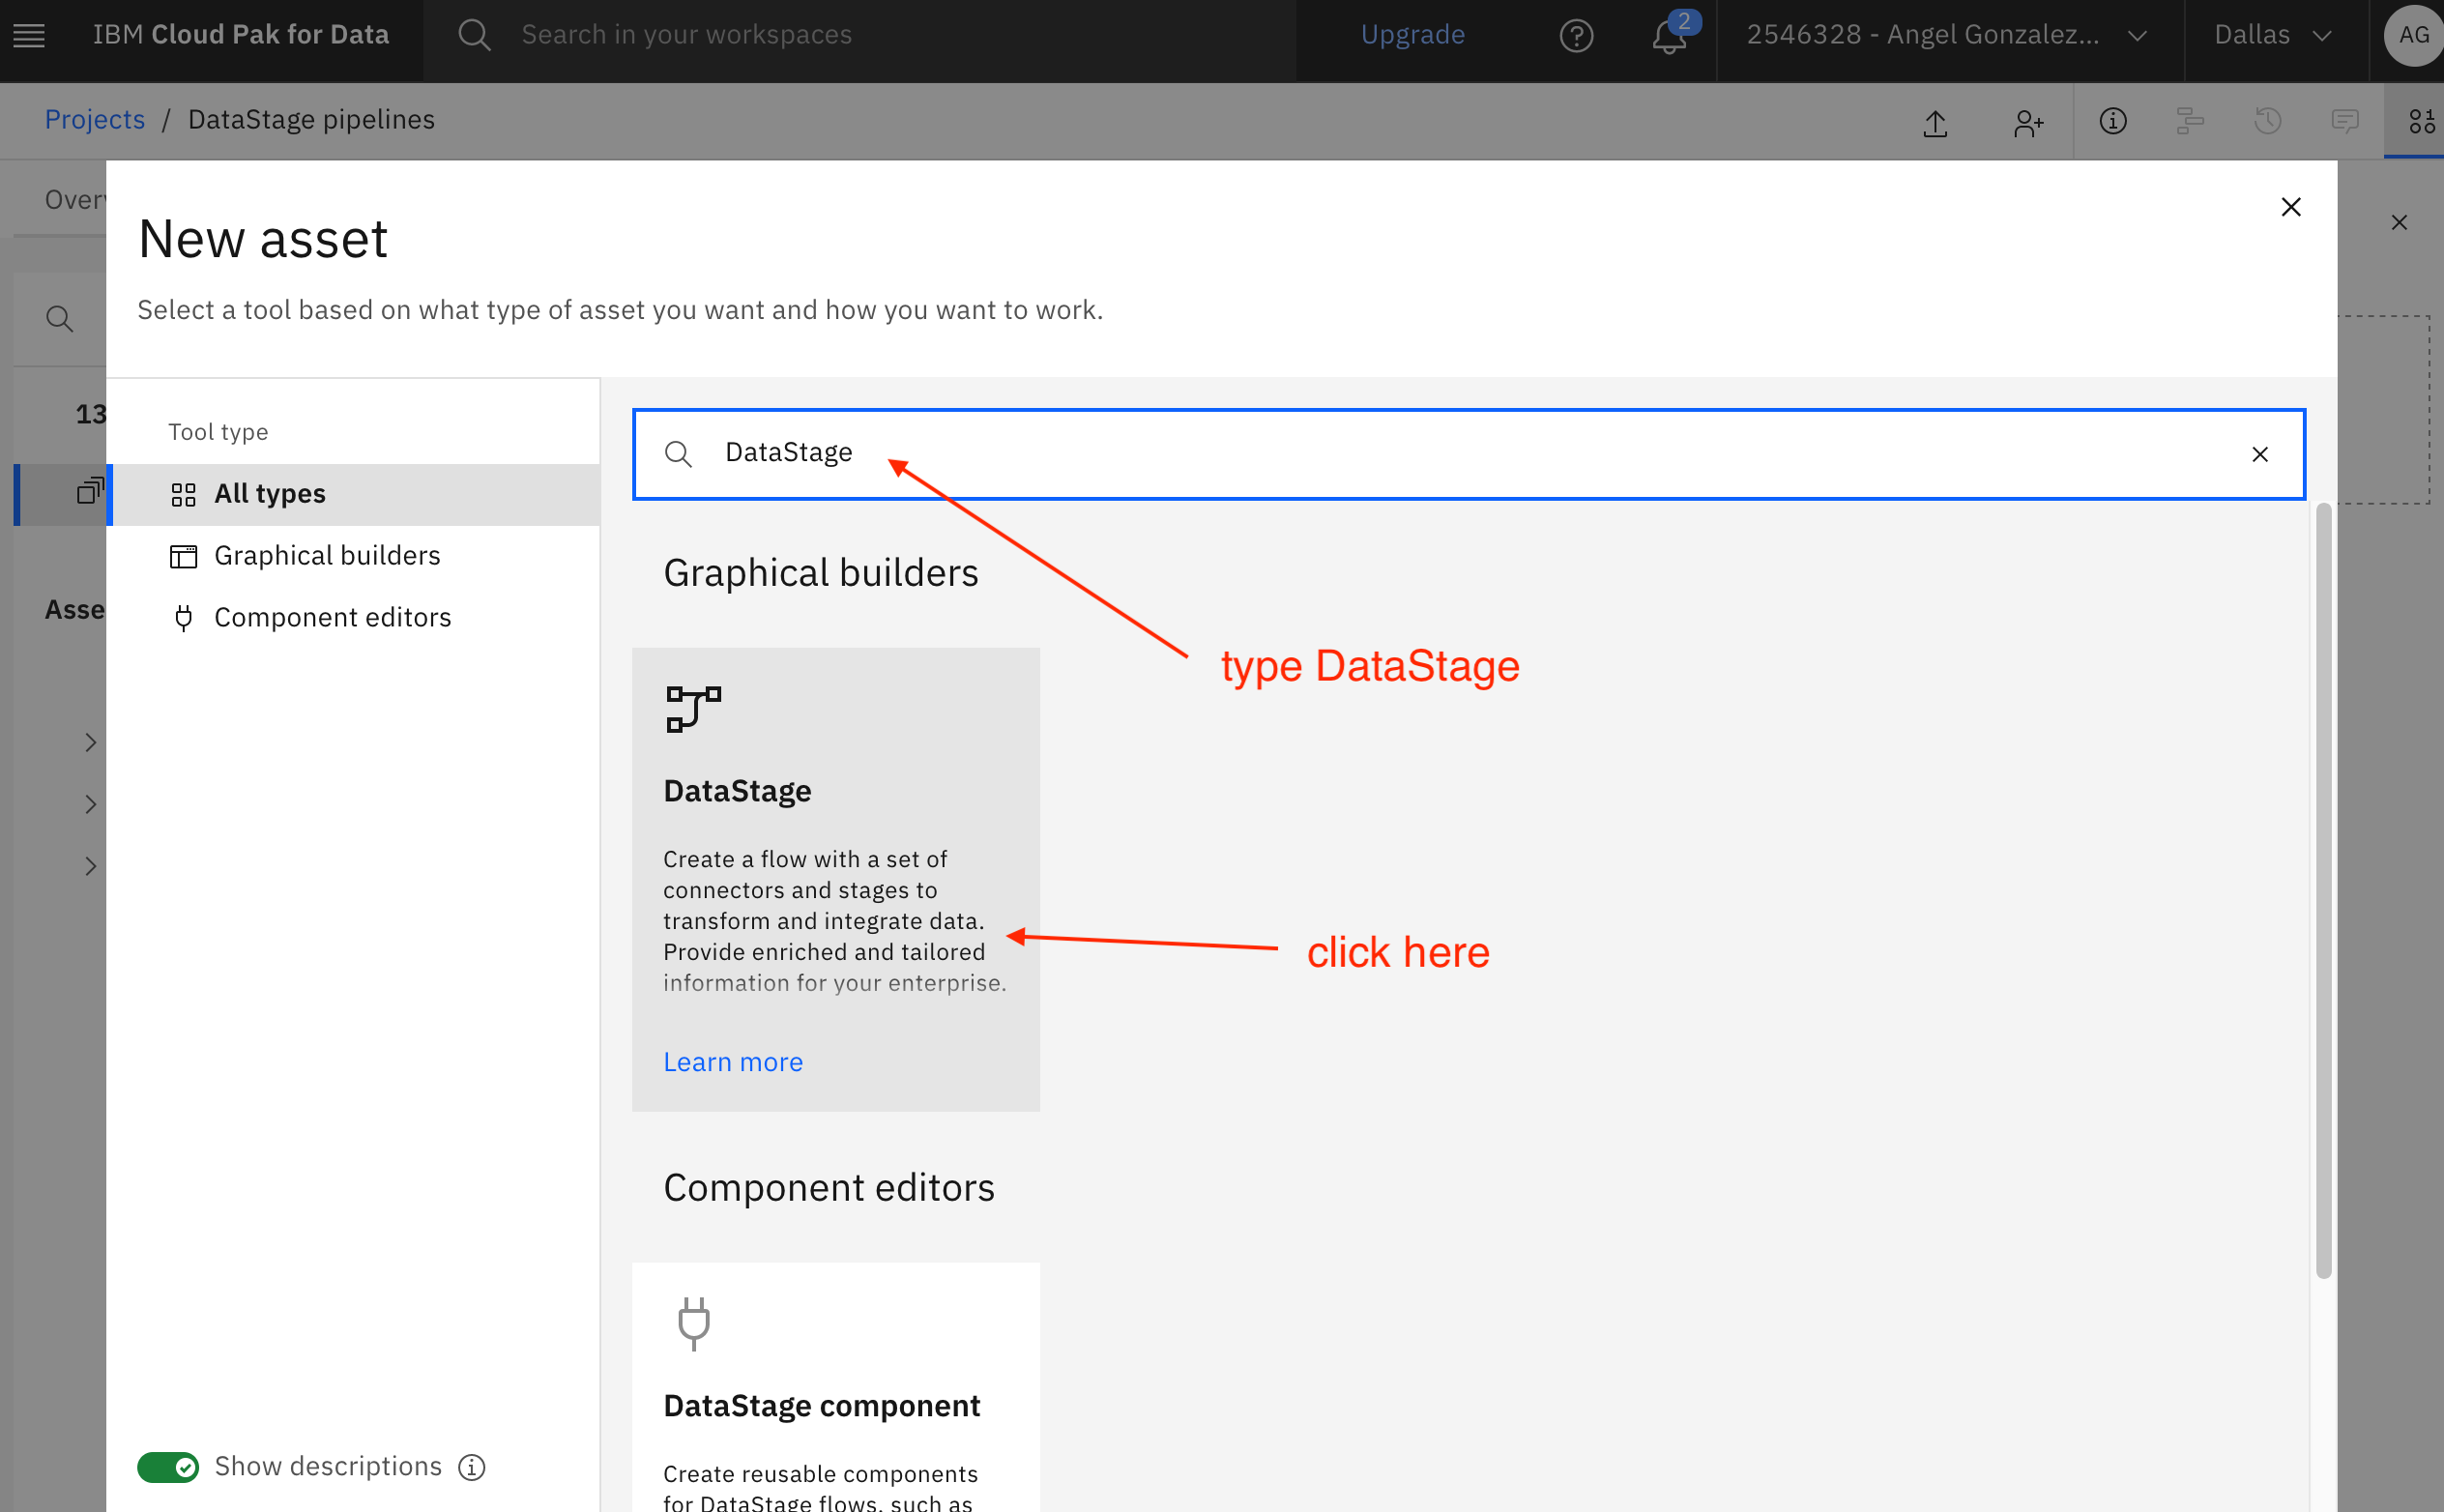 IBM Cloud Pak for Data
Search in your workspaces
Upgrade
2
2546328 - Angel Gonzalez...
Dallas
AG
Projects / DataStage pipelines
Over
New asset
Select a tool based on what type of asset you want and how you want to work.
13
Tool type
All types
Graphical builders
Component editors
Asse
DataStage
Graphical builders
type DataStage
DataStage
Create a flow with a set of
connectors and stages to
transform and integrate data.
Provide enriched and tailored
information for your enterprise.
click here
Learn more
Component editors
DataStage component
Create reusable components
for DataStage flows, such as
Show descriptions